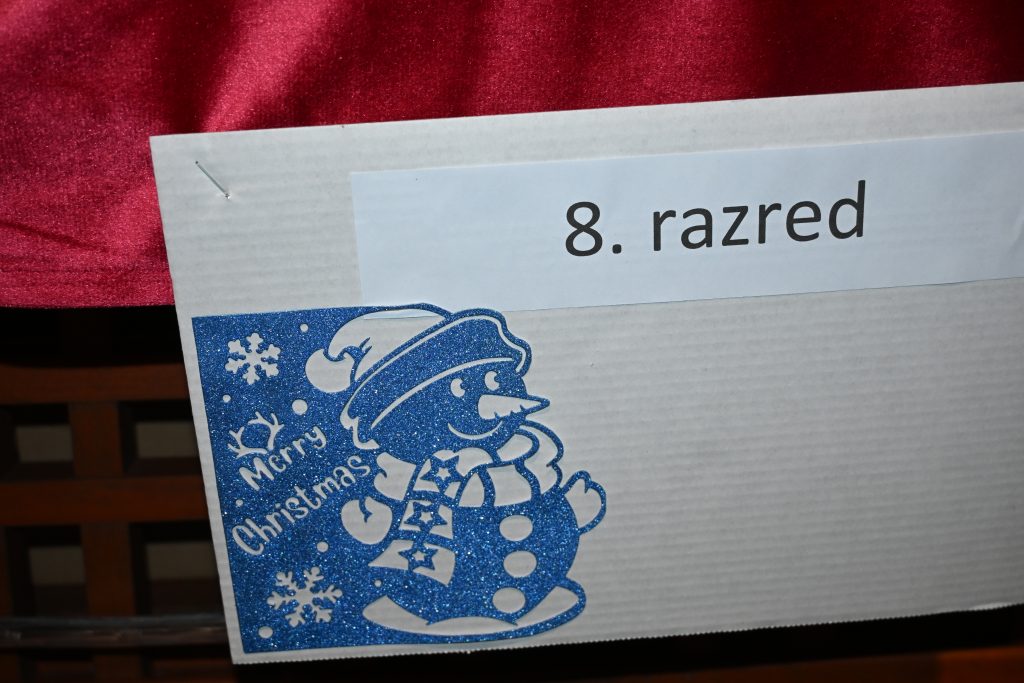 8. razred
Merry
Christmas